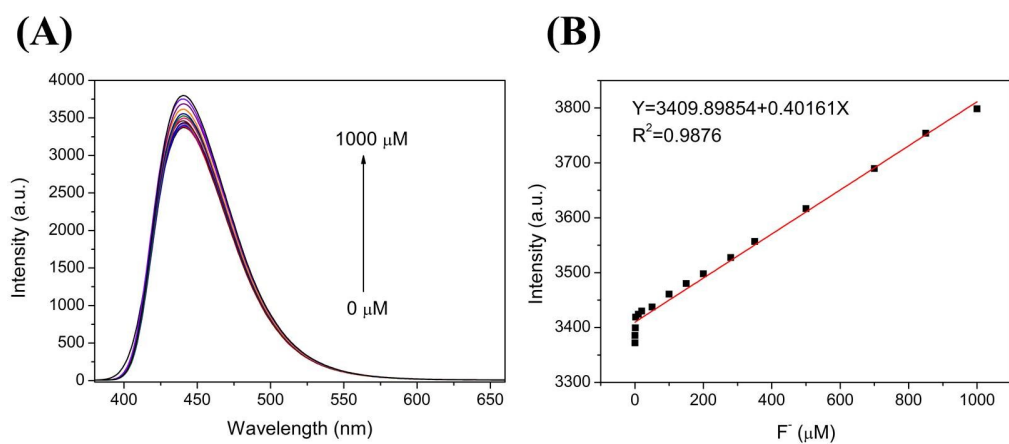 (A)
4000
3500
3000
2500
2000
1500
1000
500
0
Intensity (a.u.)
1000 μM
0 μM
400
450
500
550
600
650
Wavelength (nm)
(B)
Y=3409.89854+0.40161X
R²=0.9876
3800
3700
3600
3500
3400
3300
Intensity (a.u.)
0
200
400
600
800
1000
F⁻ (μM)